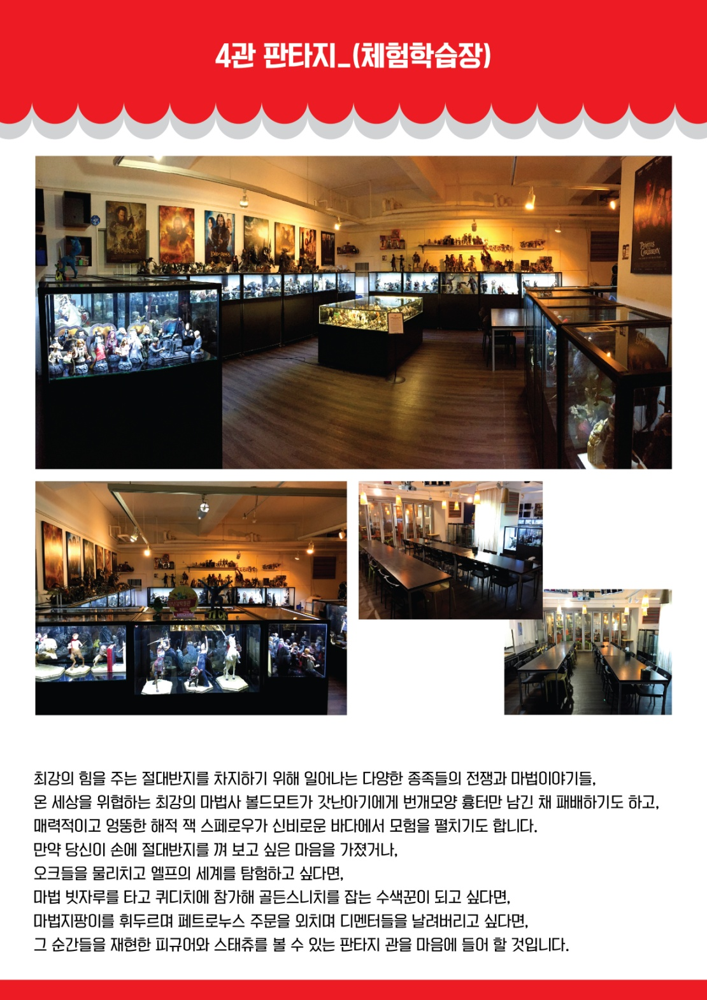 4관 판타지_(체험학습장)
THE LORD OF THE RINGS
THE LORD OF THE RINGS
PIRATES of the CARIBBEAN
최강의 힘을 주는 절대반지를 차지하기 위해 일어나는 다양한 종족들의 전쟁과 마법이야기들,
온 세상을 위협하는 최강의 마법사 볼드모트가 갓난아기에게 번개모양 흉터만 남긴 채 패배하기도 하고,
매력적이고 엉뚱한 해적 잭 스페로우가 신비로운 바다에서 모험을 펼치기도 합니다.
만약 당신이 손에 절대반지를 껴 보고 싶은 마음을 가졌거나,
오크들을 물리치고 엘프의 세계를 탐험하고 싶다면,
마법 빗자루를 타고 퀴디치에 참가해 골든스니치를 잡는 수색꾼이 되고 싶다면,
마법지팡이를 휘두르며 페트로누스 주문을 외치며 디멘터들을 날려버리고 싶다면,
그 순간들을 재현한 피규어와 스태츄를 볼 수 있는 판타지 관을 마음에 들어 할 것입니다.